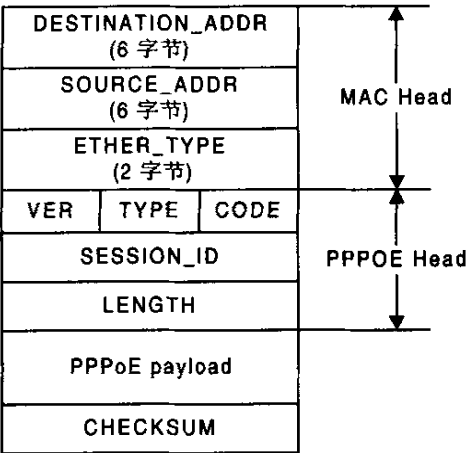 DESTINATION_ADDR
(6 字节)
SOURCE_ADDR
(6 字节)
MAC Head
ETHER_TYPE
(2 字节)
VER TYPE CODE
SESSION_ID
PPPOE Head
LENGTH
PPPoE payload
CHECKSUM